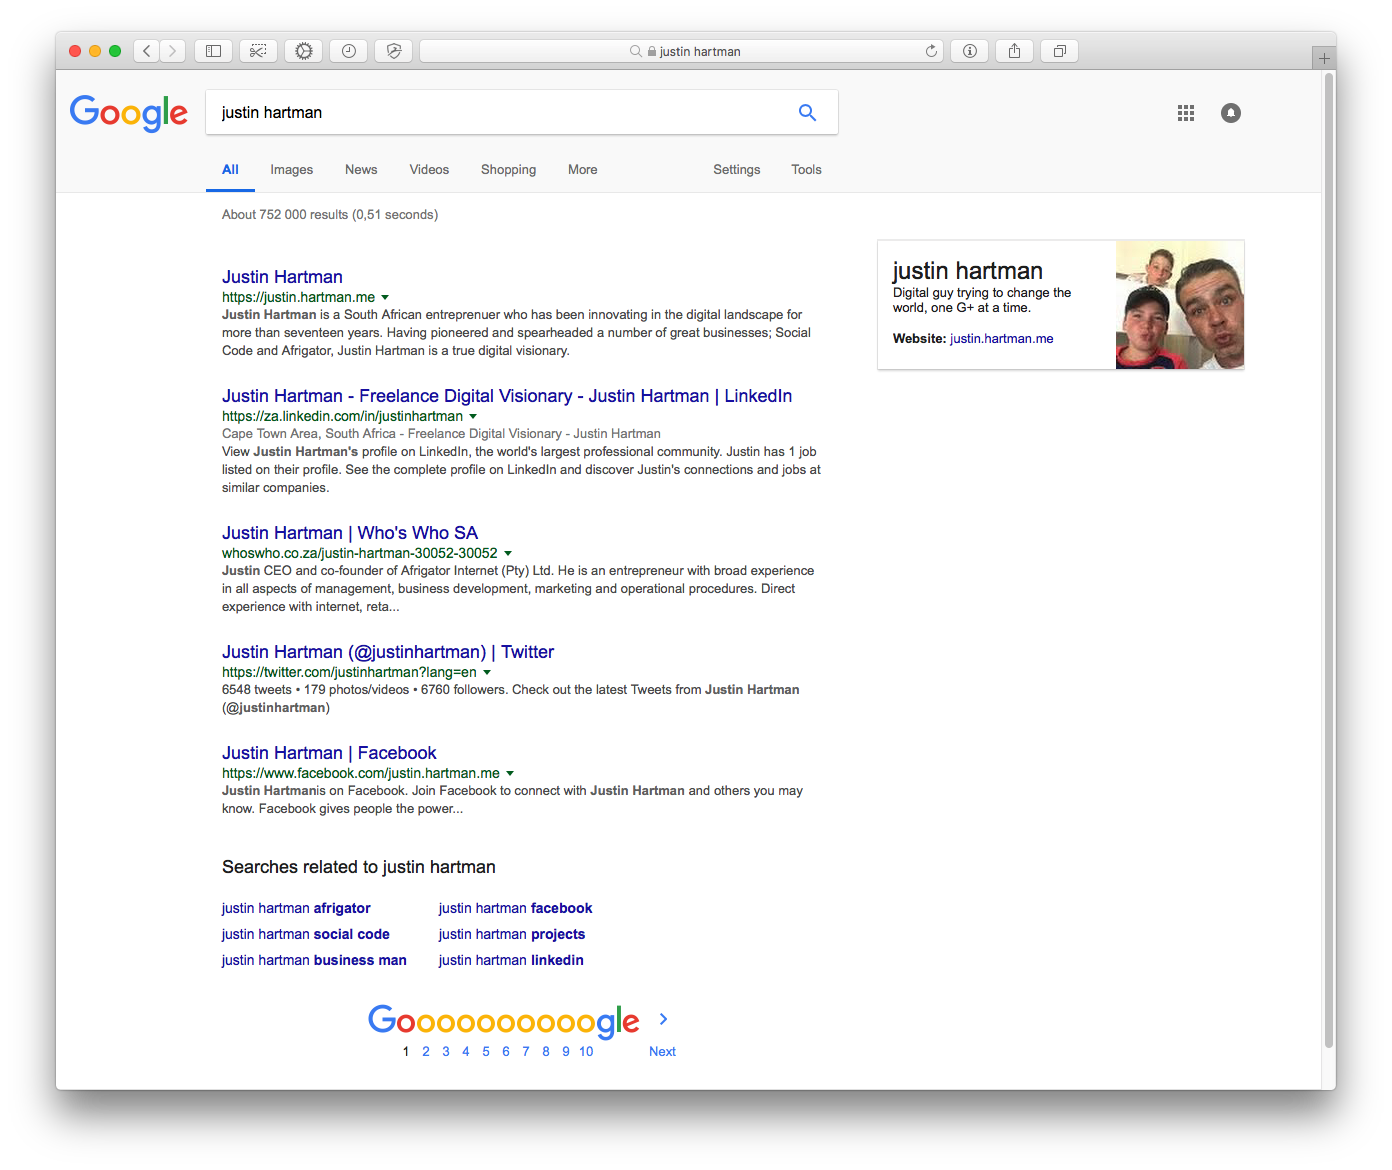 justin hartman
Google
justin hartman
All Images News Videos Shopping More Settings Tools
About 752 000 results (0,51 seconds)
Justin Hartman
https://justin.hartman.me
Justin Hartman is a South African entreprenuer who has been innovating in the digital landscape for
more than seventeen years. Having pioneered and spearheaded a number of great businesses; Social
Code and Afrigator, Justin Hartman is a true digital visionary.
Justin Hartman - Freelance Digital Visionary - Justin Hartman | LinkedIn
https://za.linkedin.com/in/justinhartman
Cape Town Area, South Africa - Freelance Digital Visionary - Justin Hartman
View Justin Hartman's profile on LinkedIn, the world's largest professional community. Justin has 1 job
listed on their profile. See the complete profile on LinkedIn and discover Justin's connections and jobs at
similar companies.
Justin Hartman | Who's Who SA
whoswho.co.za/justin-hartman-30052-30052
Justin CEO and co-founder of Afrigator Internet (Pty) Ltd. He is an entrepreneur with broad experience
in all aspects of management, business development, marketing and operational procedures. Direct
experience with internet, reta...
Justin Hartman (@justinhartman) | Twitter
https://twitter.com/justinhartman?lang=en
6548 tweets • 179 photos/videos • 6760 followers. Check out the latest Tweets from Justin Hartman
(@justinhartman)
Justin Hartman | Facebook
https://www.facebook.com/justin.hartman.me
Justin Hartmanis on Facebook. Join Facebook to connect with Justin Hartman and others you may
know. Facebook gives people the power...
Searches related to justin hartman
justin hartman afrigator justin hartman facebook
justin hartman social code justin hartman projects
justin hartman business man justin hartman linkedin
Goooooooooogle
1 2 3 4 5 6 7 8 9 10 Next
justin hartman
Digital guy trying to change the
world, one G+ at a time.
Website: justin.hartman.me